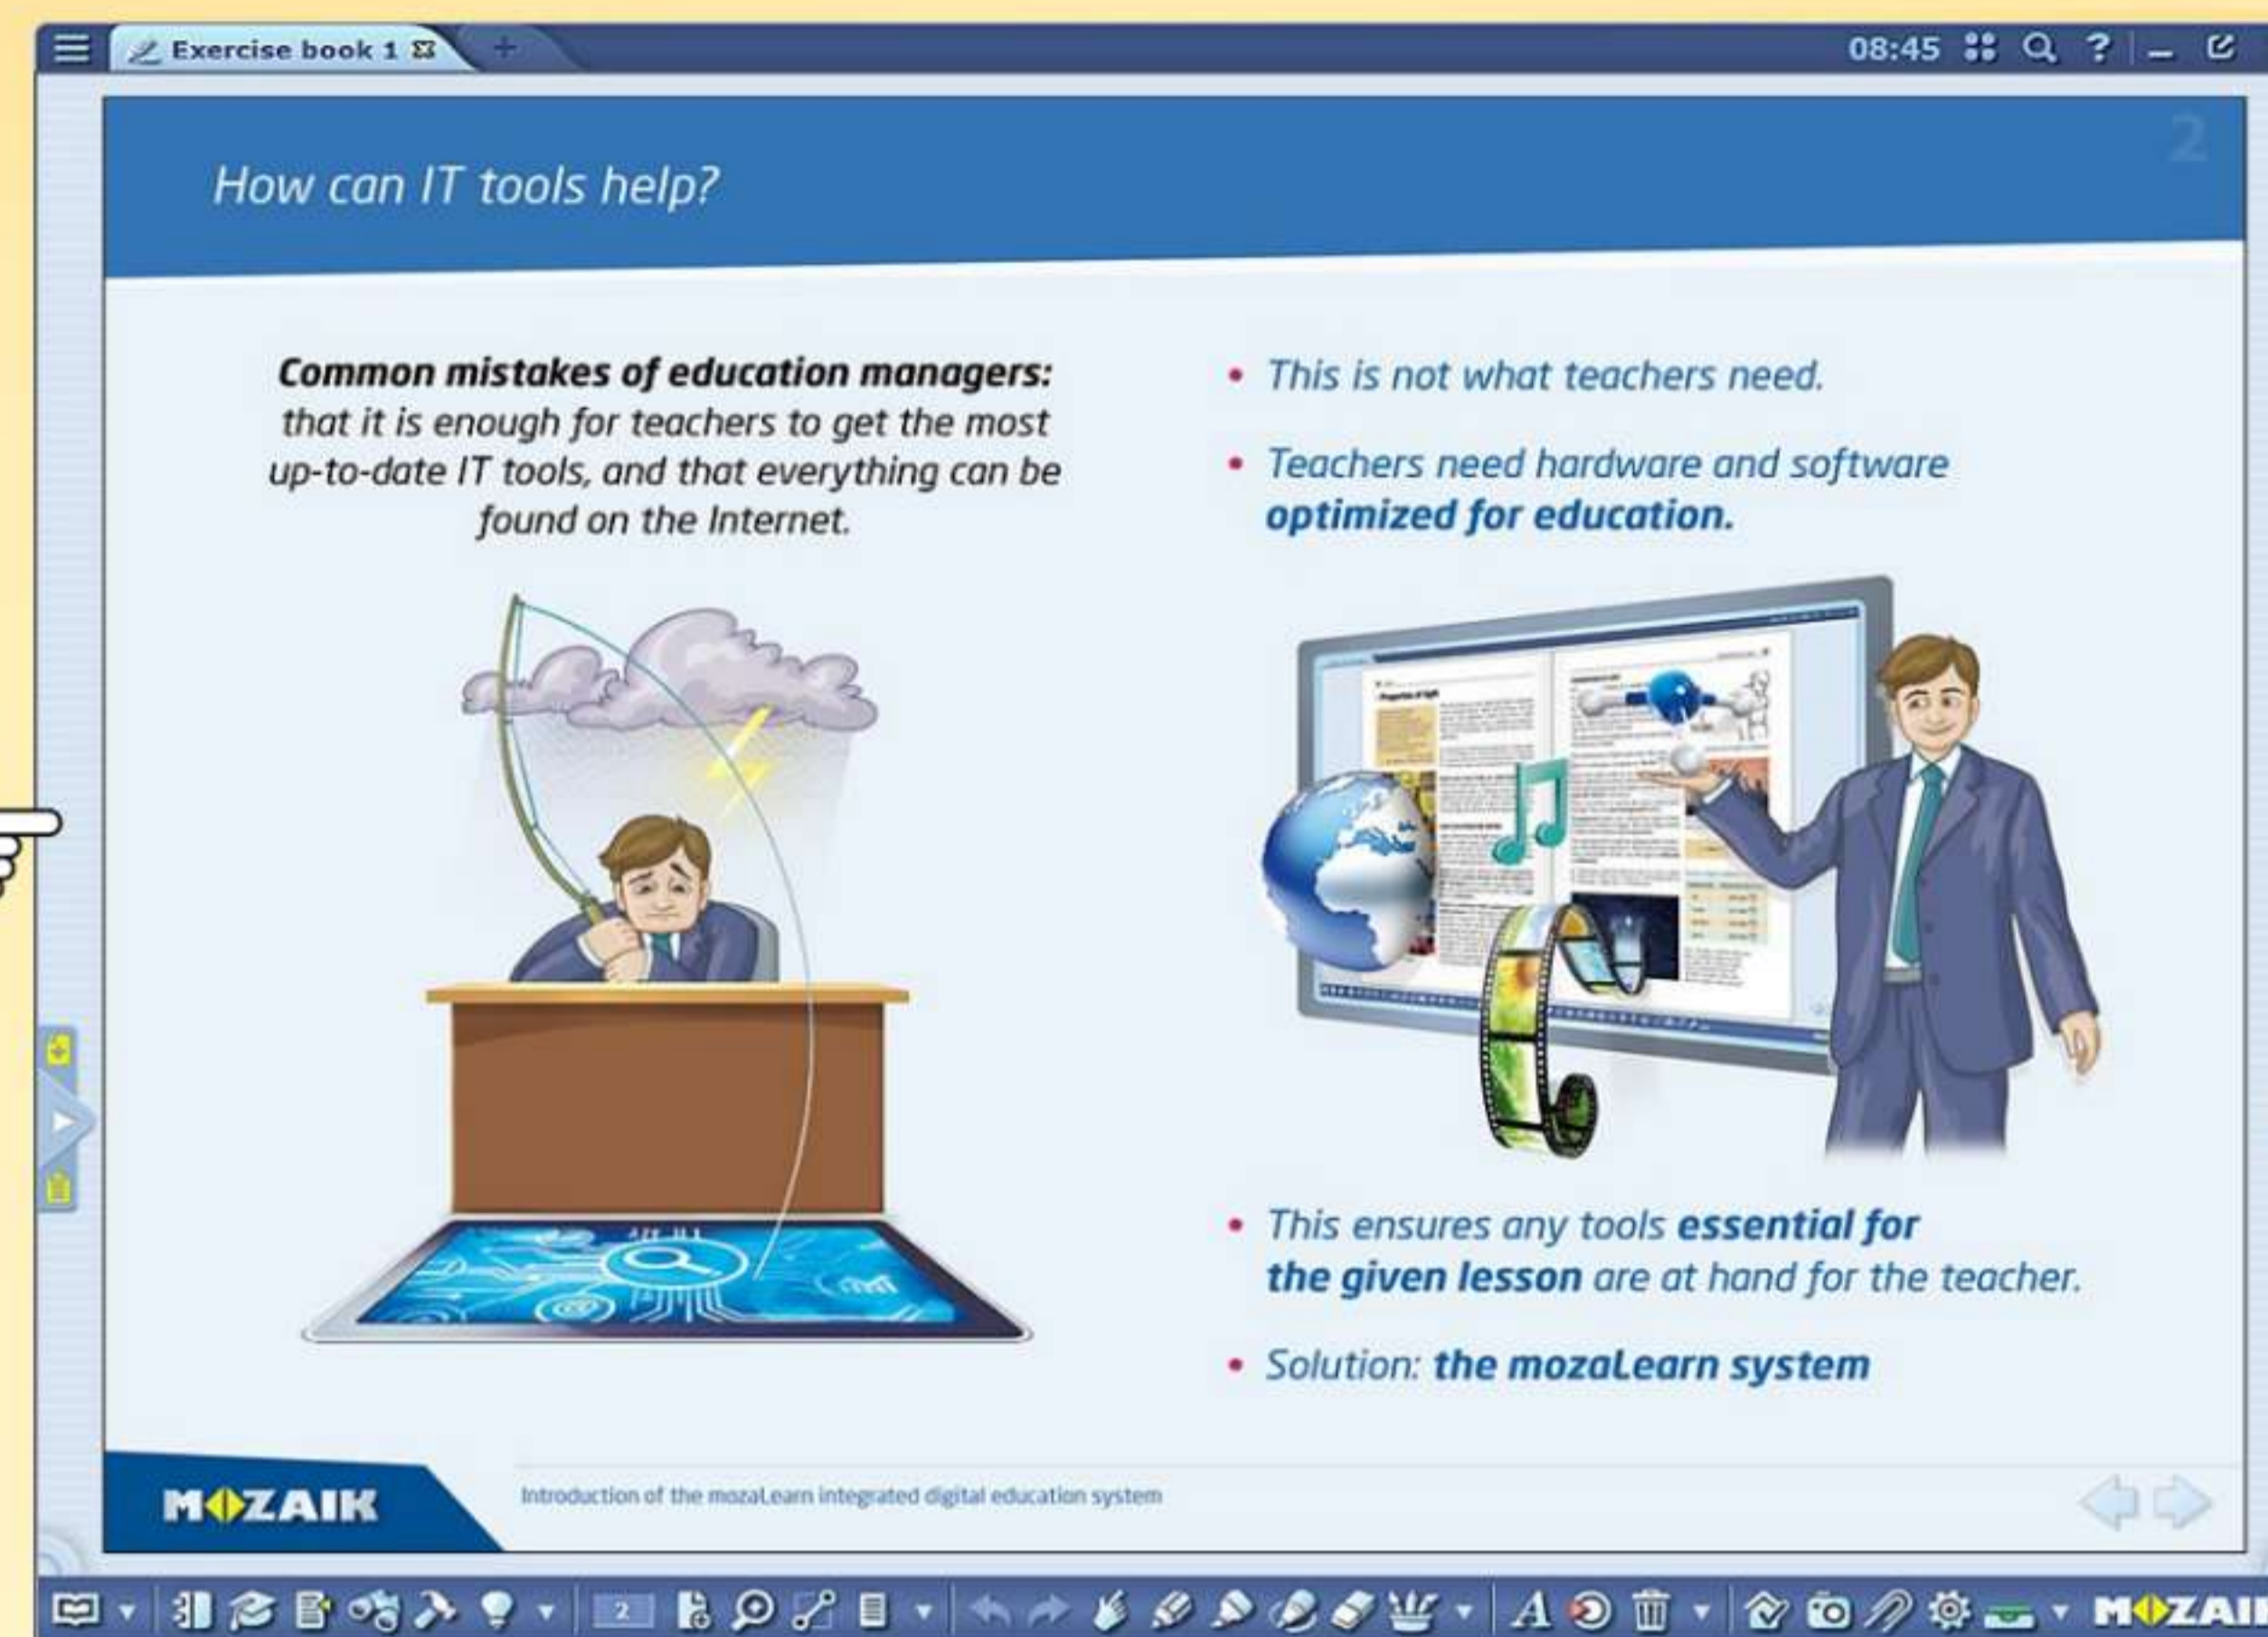 Exercise book 1
08:45
2
How can IT tools help?
Common mistakes of education managers:
that it is enough for teachers to get the most
up-to-date IT tools, and that everything can be
found on the Internet.
• This is not what teachers need.
• Teachers need hardware and software
optimized for education.
Properties of light
• This ensures any tools essential for
the given lesson are at hand for the teacher.
• Solution: the mozaLearn system
MOZAIK
Introduction of the mozaLearn integrated digital education system
2
MOZAIK